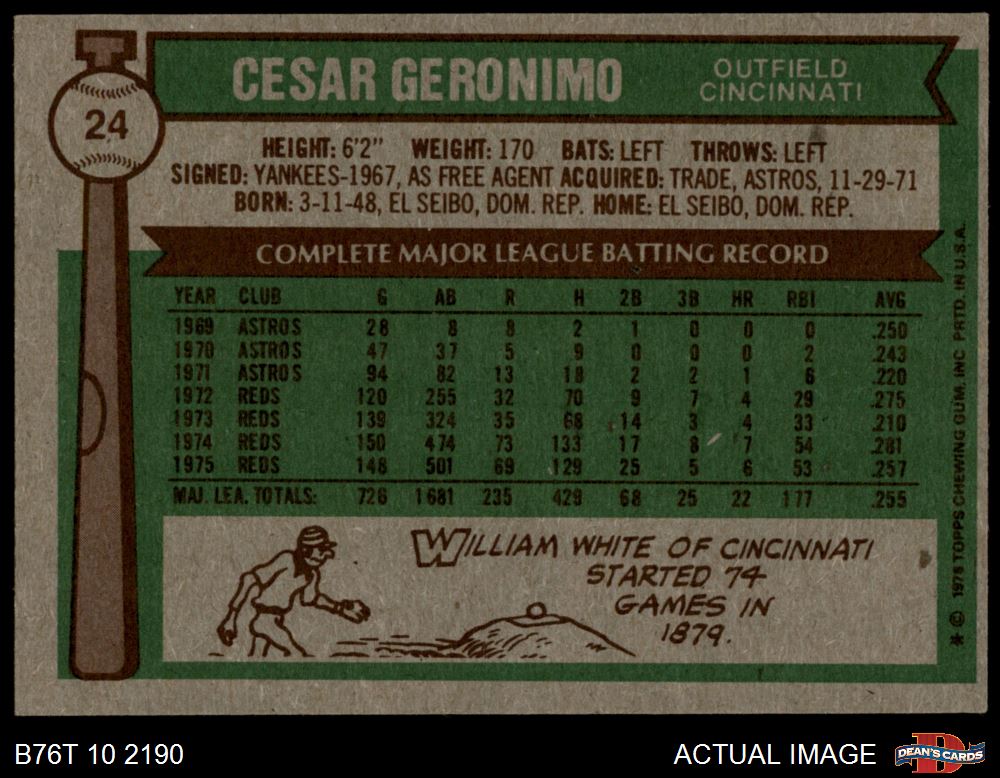 T
24
CESAR GERONIMO
OUTFIELD
CINCINNATI
HEIGHT: 6'2" WEIGHT: 170 BATS: LEFT THROWS: LEFT
SIGNED: YANKEES-1967, AS FREE AGENT ACQUIRED: TRADE, ASTROS, 11-29-71
BORN: 3-11-48, EL SEIBO, DOM. REP. HOME: EL SEIBO, DOM. REP.
COMPLETE MAJOR LEAGUE BATTING RECORD
YEAR CLUB G AB R H 2B 3B HR RBI AVG
1969 ASTROS 28 8 8 2 1 0 0 0 .250
1970 ASTROS 47 37 5 9 0 0 0 2 .243
1971 ASTROS 94 82 13 18 2 2 1 6 .220
1972 REDS 120 255 32 70 9 7 4 29 .275
1973 REDS 139 324 35 68 14 3 4 33 .210
1974 REDS 150 474 73 133 17 8 7 54 .281
1975 REDS 148 501 69 129 25 5 6 53 .257
MAJ. LEA. TOTALS: 726 1681 235 429 68 25 22 177 .255
WILLIAM WHITE OF CINCINNATI
STARTED 74
GAMES IN
1879.
* © 1976 TOPPS CHEWING GUM, INC PRTD. IN U.S.A.
B76T 10 2190
ACTUAL IMAGE
DEAN'S CARDS